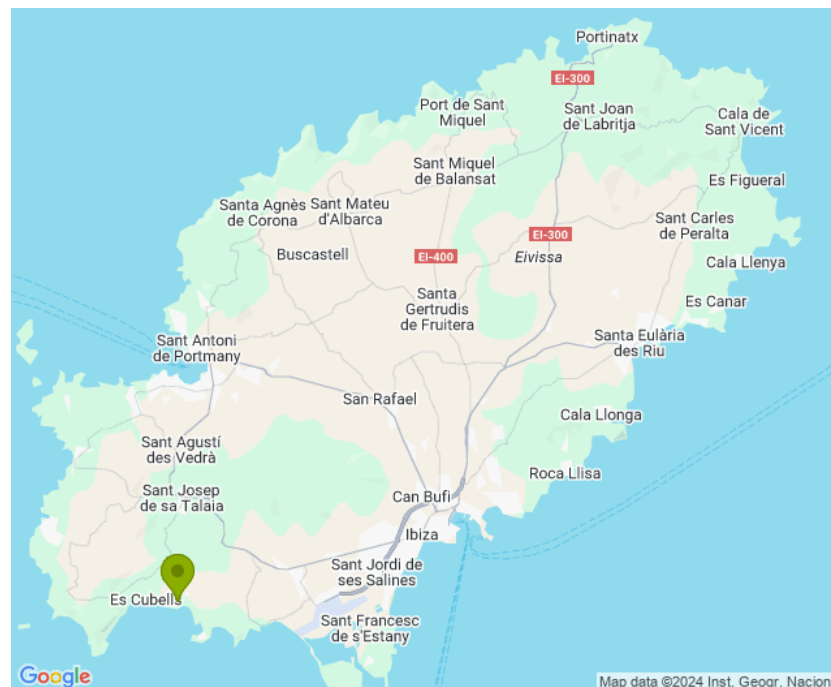 Portinatx
EI-300
Port de Sant
Miquel
Sant Joan
de Labritja
Cala de
Sant Vicent
Sant Miquel
de Balansat
Es Figueral
Santa Agnès
de Corona
Sant Mateu
d'Albarca
Sant Carles
de Peralta
EI-300
Buscastell
EI-400
Eivissa
Cala Llenya
Santa
Gertrudis
de Fruitera
Es Canar
Sant Antoni
de Portmany
Santa Eulària
des Riu
San Rafael
Cala Llonga
Sant Agustí
des Vedrà
Roca Llisa
Sant Josep
de sa Talaia
Can Bufi
Ibiza
Sant Jordi de
ses Salines
Es Cubells
Sant Francesc
de s'Estany
Google
Map data ©2024 Inst. Geogr. Nacion